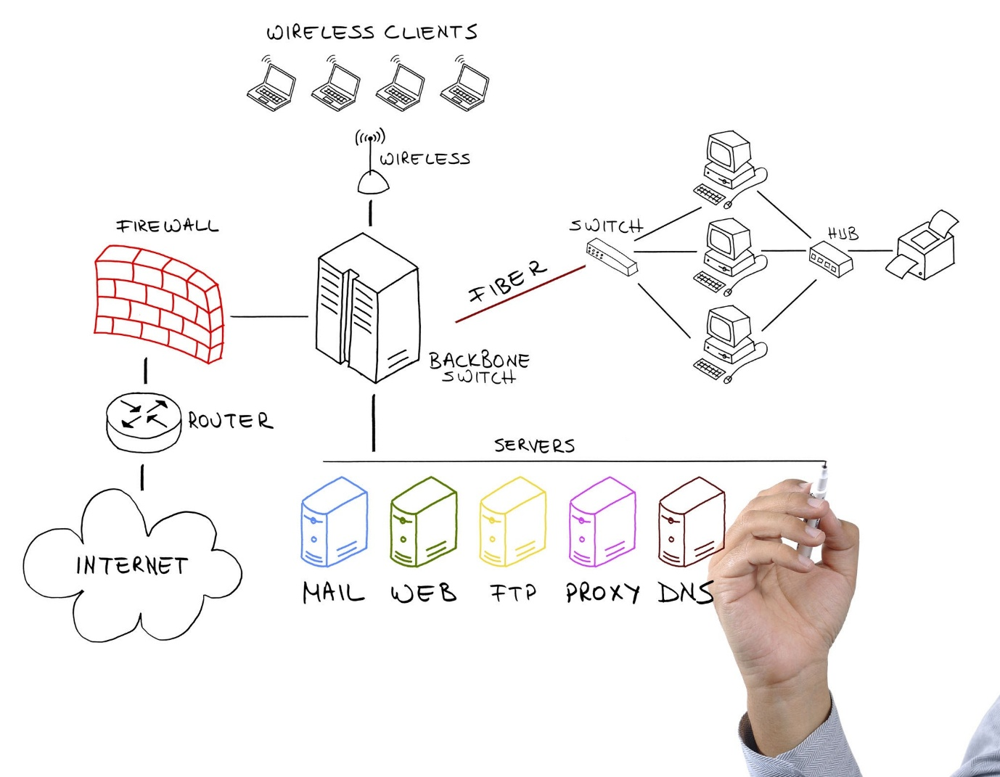 WIRELESS CLIENTS
WIRELESS
FIREWALL
SWITCH
HUB
FIBER
BACKBONE
SWITCH
ROUTER
SERVERS
INTERNET
MAIL
WEB
FTP
PROXY
DNS